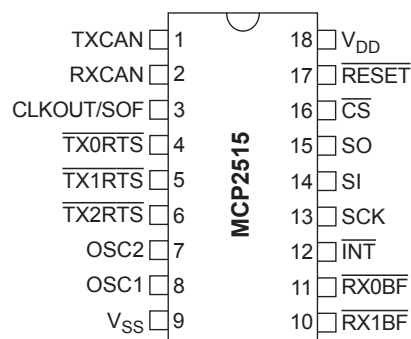 TXCAN 1 18 VDD
RXCAN 2 17 RESET
CLKOUT/SOF 3 16 CS
TX0RTS 4 15 SO
TX1RTS 5 14 SI
TX2RTS 6 13 SCK
OSC2 7 12 INT
OSC1 8 11 RX0BF
VSS 9 10 RX1BF
MCP2515